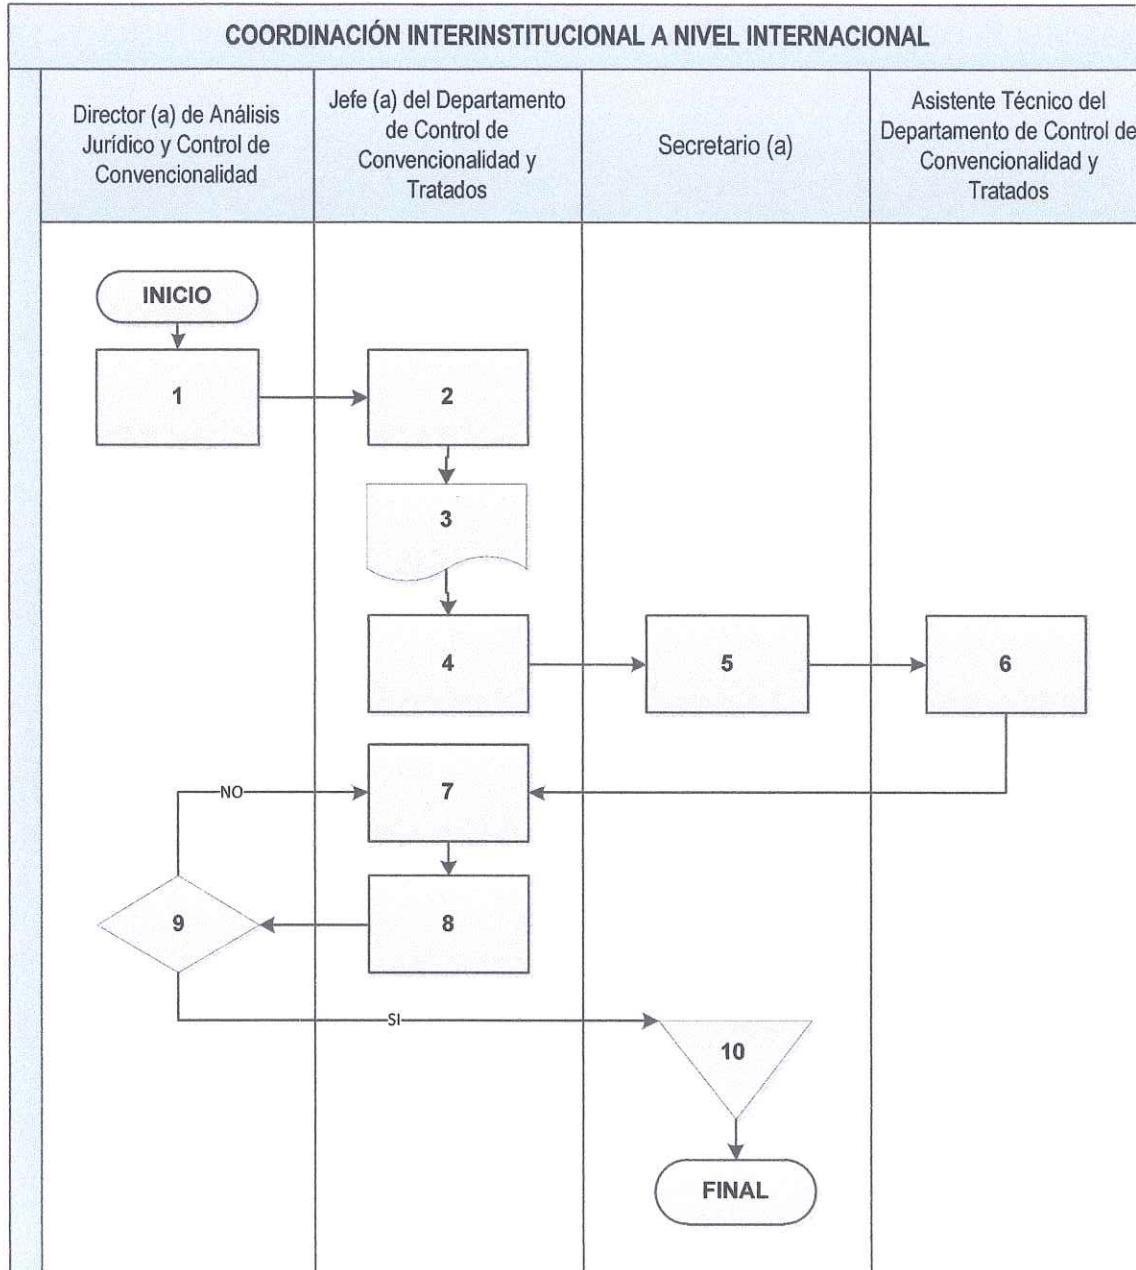 COORDINACIÓN INTERINSTITUCIONAL A NIVEL INTERNACIONAL
Director (a) de Análisis
Jurídico y Control de
Convencionalidad
Jefe (a) del Departamento
de Control de
Convencionalidad y
Tratados
Secretario (a)
Asistente Técnico del
Departamento de Control de
Convencionalidad y
Tratados
INICIO
1
2
3
4
5
6
NO
7
9
8
SI
10
FINAL